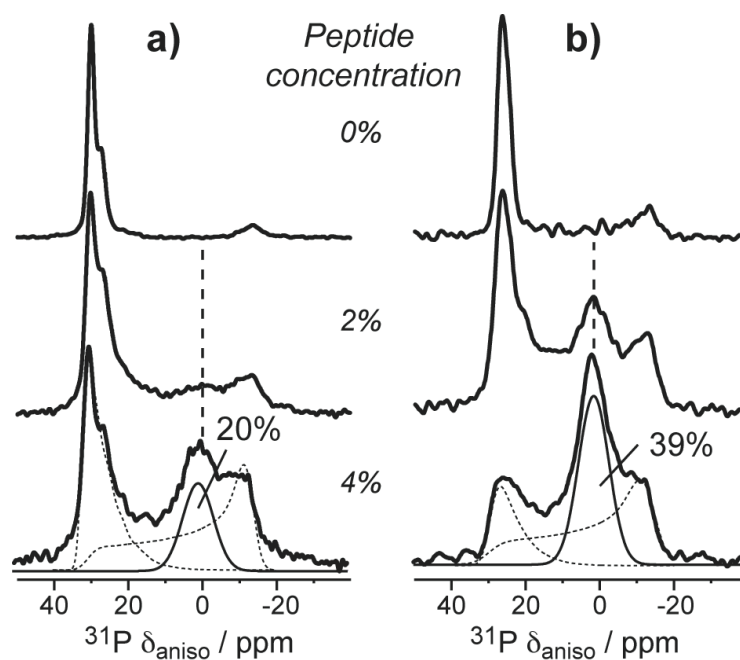 a)
Peptide
concentration
b)
0%
2%
20%
39%
4%
40 20 0 -20
40 20 0 -20
³¹P δaniso / ppm
³¹P δaniso / ppm